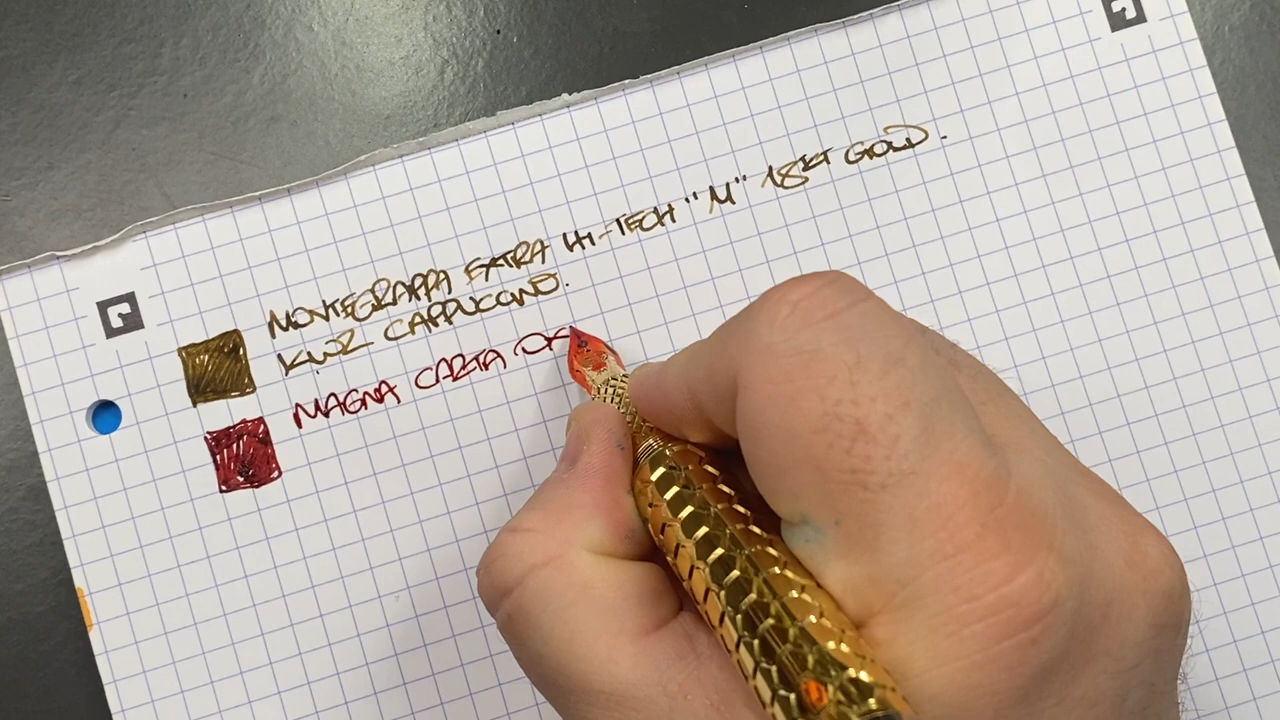 MONTEGRAPPA EXTRA HI-TECH "M" 18KT GOLD.
KWZ CAPPUCCINO.
MAGNA CARTA